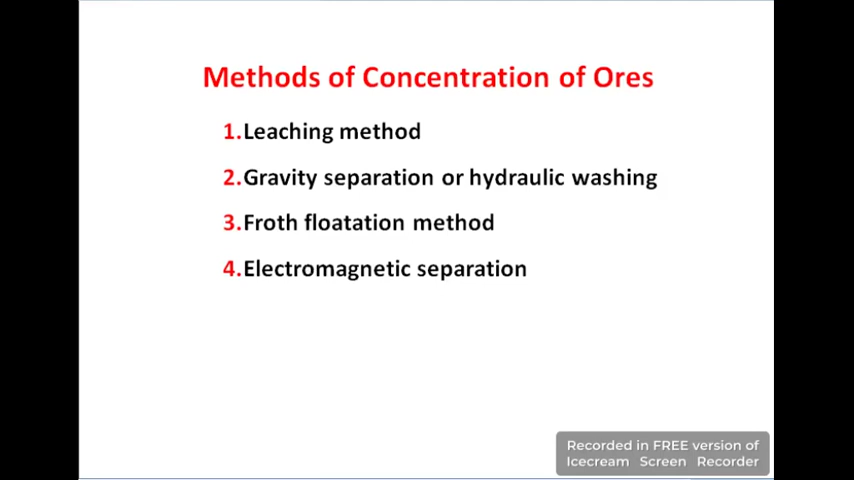 Methods of Concentration of Ores
1.Leaching method
2.Gravity separation or hydraulic washing
3.Froth floatation method
4.Electromagnetic separation
Recorded in FREE version of
Icecream Screen Recorder